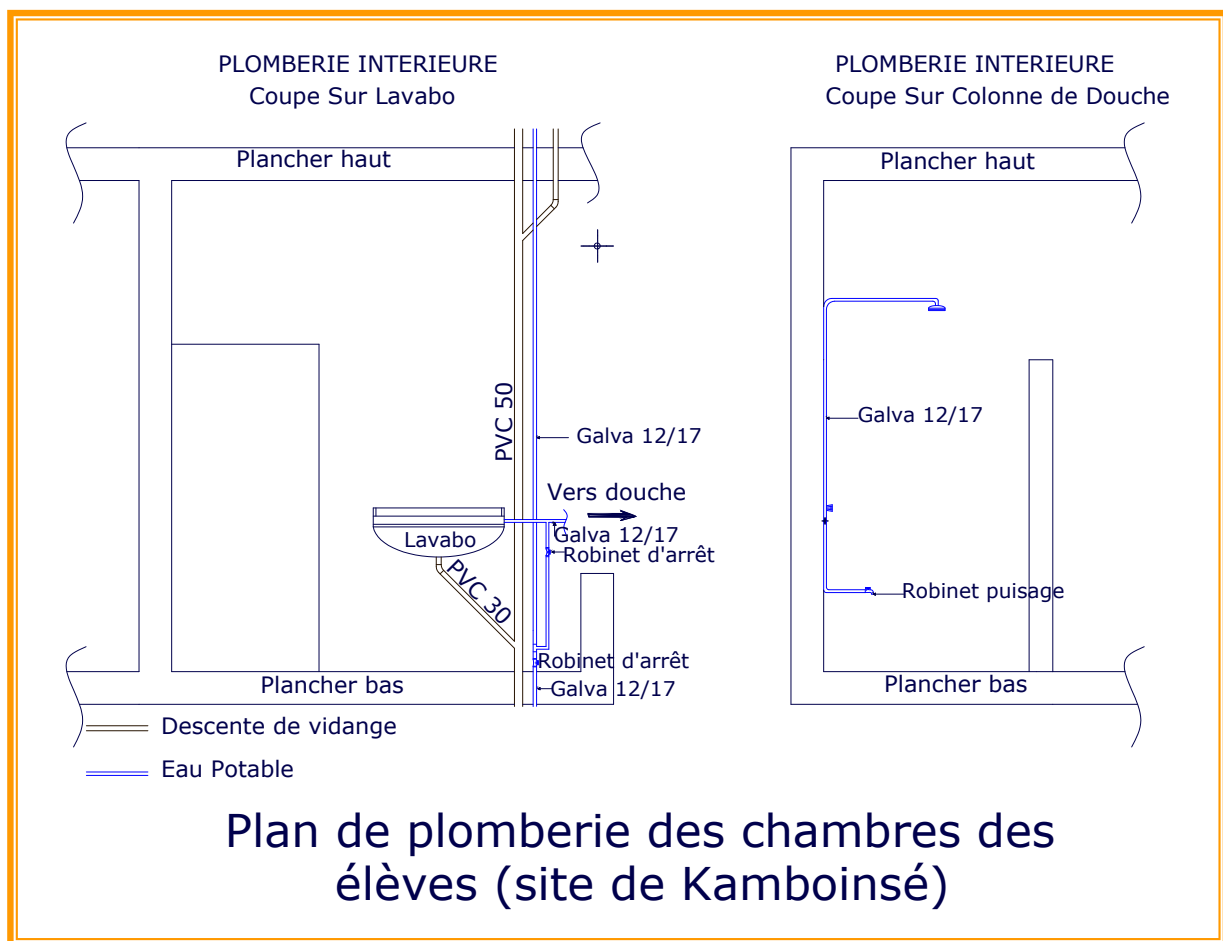 PLOMBERIE INTERIEURE
Coupe Sur Lavabo
Plancher haut
PVC 50
Galva 12/17
Vers douche
Galva 12/17
Lavabo
Robinet d'arrêt
PVC 30
Robinet d'arrêt
Plancher bas
Galva 12/17
Descente de vidange
Eau Potable
PLOMBERIE INTERIEURE
Coupe Sur Colonne de Douche
Plancher haut
Galva 12/17
Robinet puisage
Plancher bas
Plan de plomberie des chambres des
élèves (site de Kamboinsé)